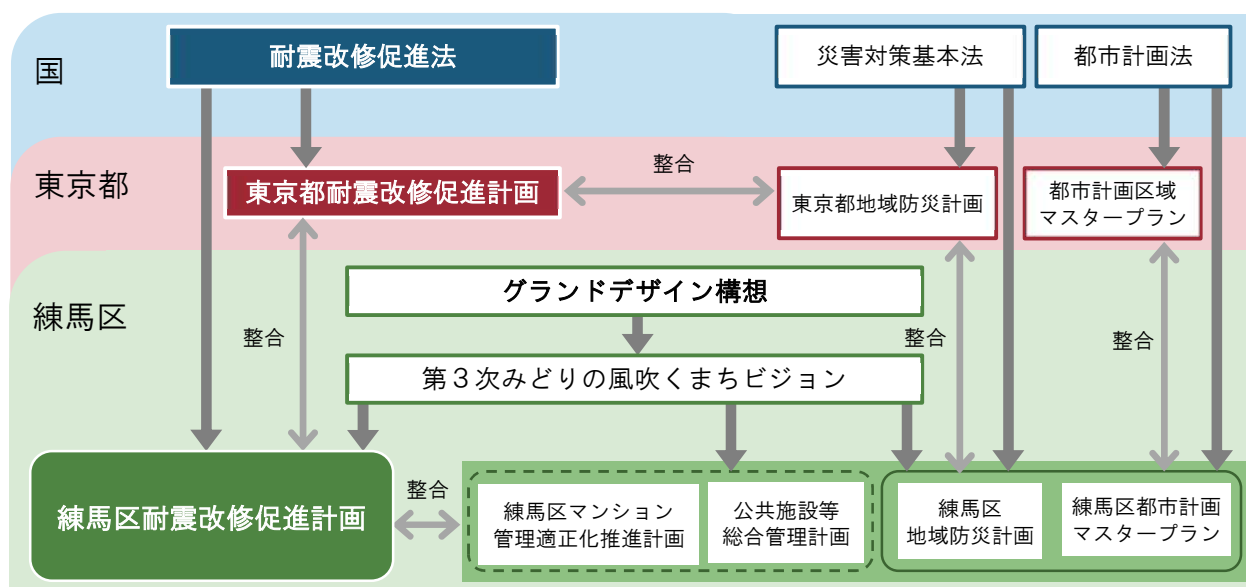 国
耐震改修促進法
災害対策基本法
都市計画法
東京都
整合
東京都耐震改修促進計画
東京都地域防災計画
都市計画区域
マスタープラン
練馬区
グランドデザイン構想
整合
整合
整合
第３次みどりの風吹くまちビジョン
練馬区耐震改修促進計画
整合
練馬区マンション
管理適正化推進計画
公共施設等
総合管理計画
練馬区
地域防災計画
練馬区都市計画
マスタープラン